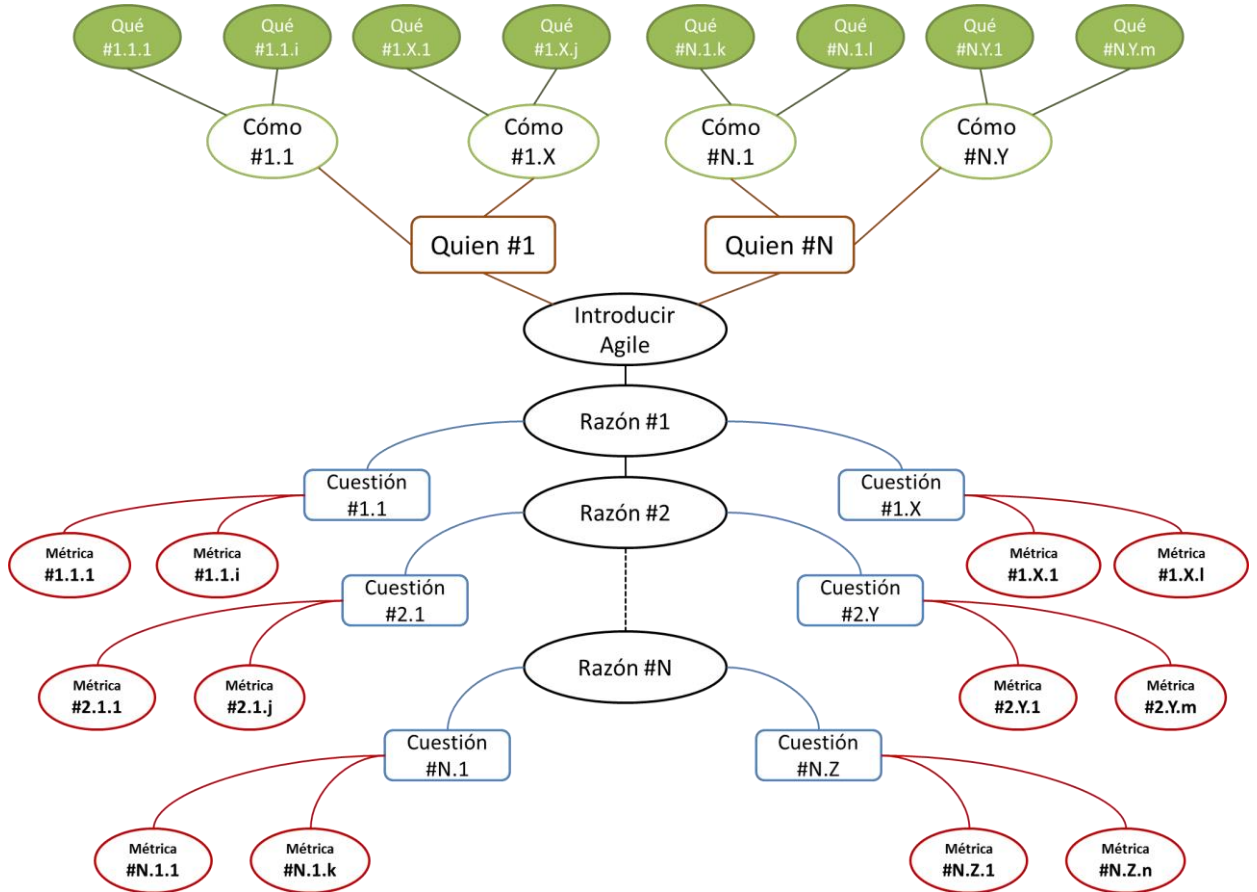 Qué
#1.1.1
Qué
#1.1.i
Qué
#1.X.1
Qué
#1.X.j
Qué
#N.1.k
Qué
#N.1.l
Qué
#N.Y.1
Qué
#N.Y.m
Cómo
#1.1
Cómo
#1.X
Cómo
#N.1
Cómo
#N.Y
Quien #1
Quien #N
Introducir
Agile
Razón #1
Cuestión
#1.1
Cuestión
#1.X
Razón #2
Métrica
#1.1.1
Métrica
#1.1.i
Métrica
#1.X.1
Métrica
#1.X.l
Cuestión
#2.1
Cuestión
#2.Y
Razón #N
Métrica
#2.1.1
Métrica
#2.1.j
Métrica
#2.Y.1
Métrica
#2.Y.m
Cuestión
#N.1
Cuestión
#N.Z
Métrica
#N.1.1
Métrica
#N.1.k
Métrica
#N.Z.1
Métrica
#N.Z.n